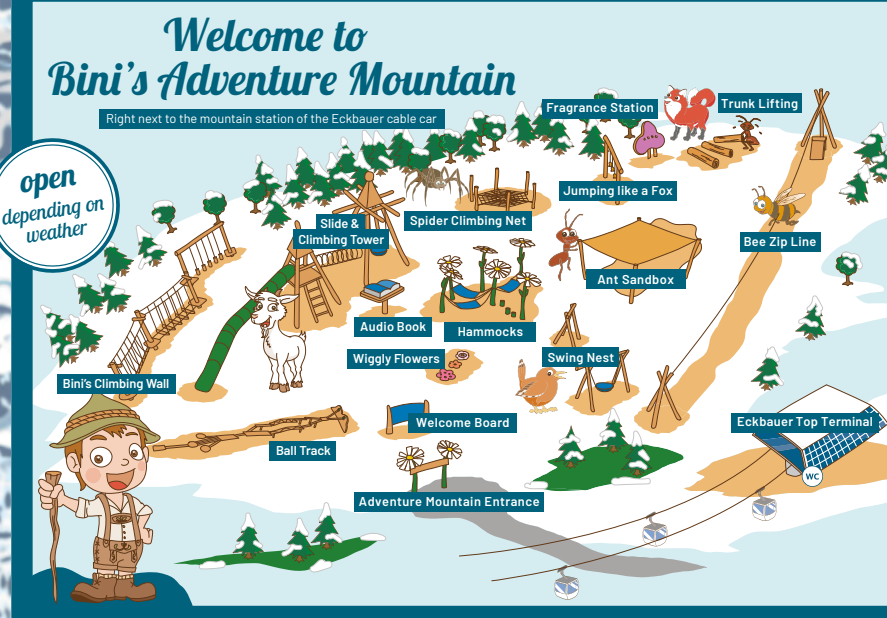 Welcome to
Bini's Adventure Mountain
Right next to the mountain station of the Eckbauer cable car
open
depending on
weather
Fragrance Station
Trunk Lifting
Jumping like a Fox
Slide &
Climbing Tower
Spider Climbing Net
Bee Zip Line
Ant Sandbox
Audio Book
Hammocks
Wiggly Flowers
Swing Nest
Bini's Climbing Wall
Welcome Board
Eckbauer Top Terminal
Ball Track
WC
Adventure Mountain Entrance